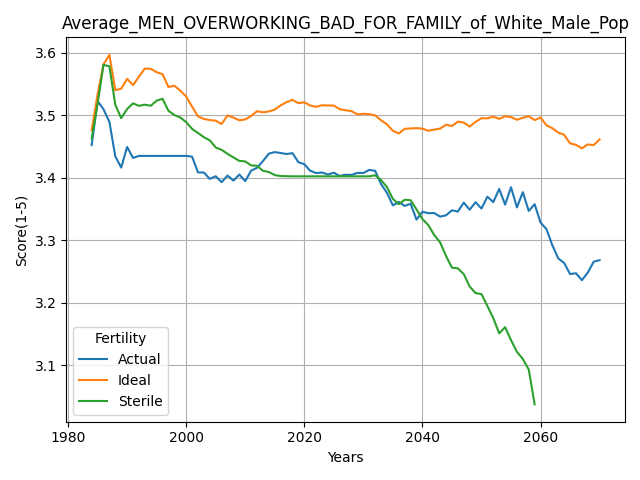 Average_MEN_OVERWORKING_BAD_FOR_FAMILY_of_White_Male_Pop
3.6
3.5
3.4
3.3
3.2
3.1
Score(1-5)
Fertility
Actual
Ideal
Sterile
1980
2000
2020
2040
2060
Years